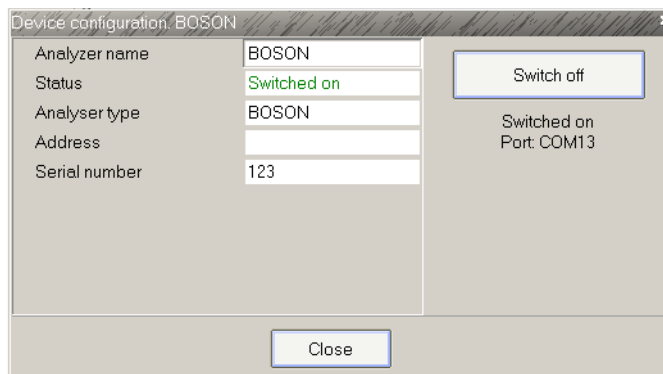 Device configuration. BOSON
Analyzer name BOSON
Status Switched on
Analyser type BOSON
Address
Serial number 123
Switch off
Switched on
Port: COM13
Close